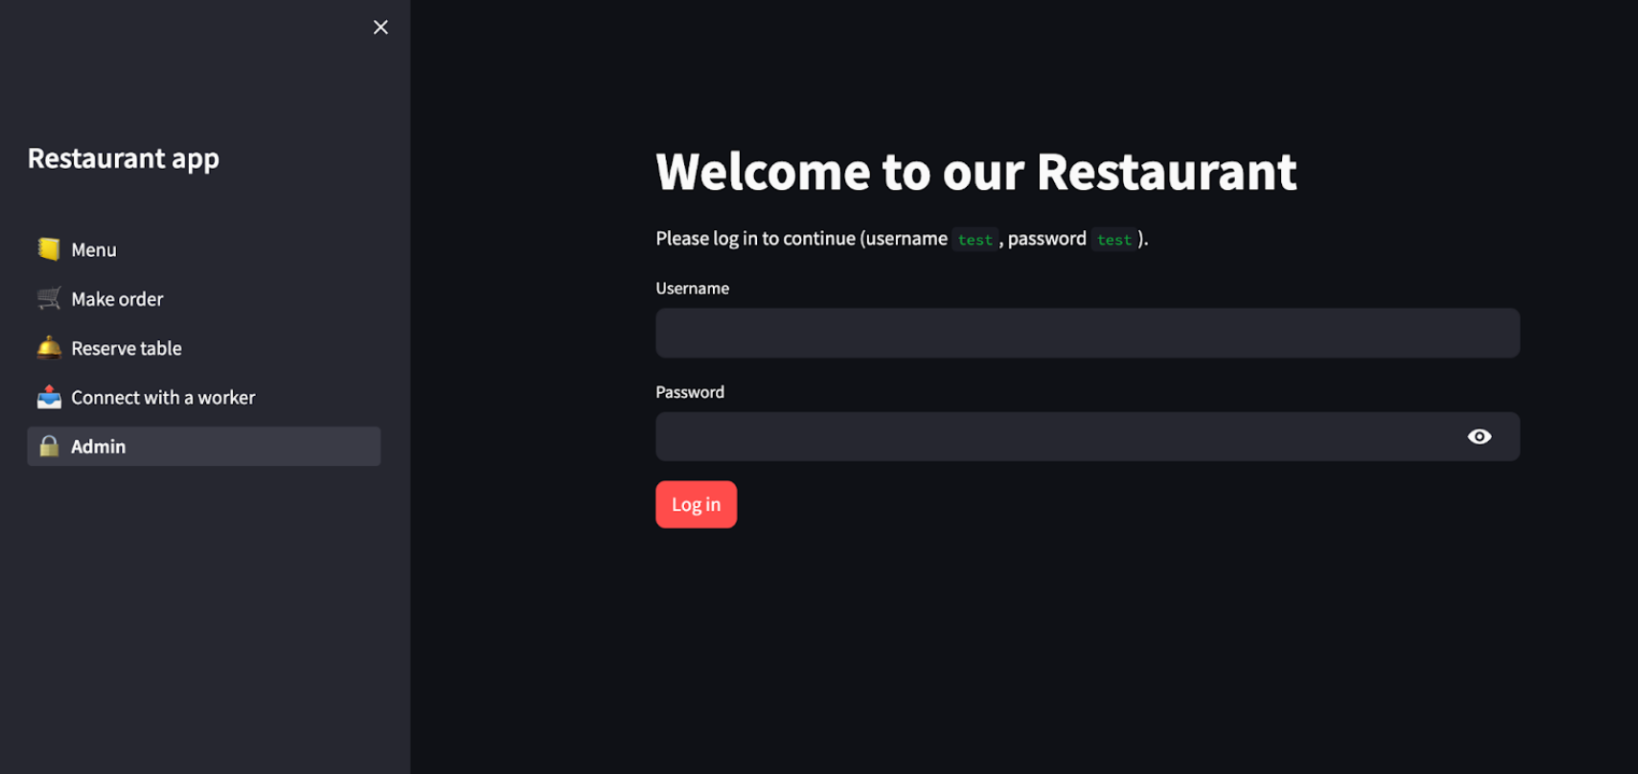 Restaurant app
Menu
Make order
Reserve table
Connect with a worker
Admin
Welcome to our Restaurant
Please log in to continue (username test, password test).
Username
Password
Log in